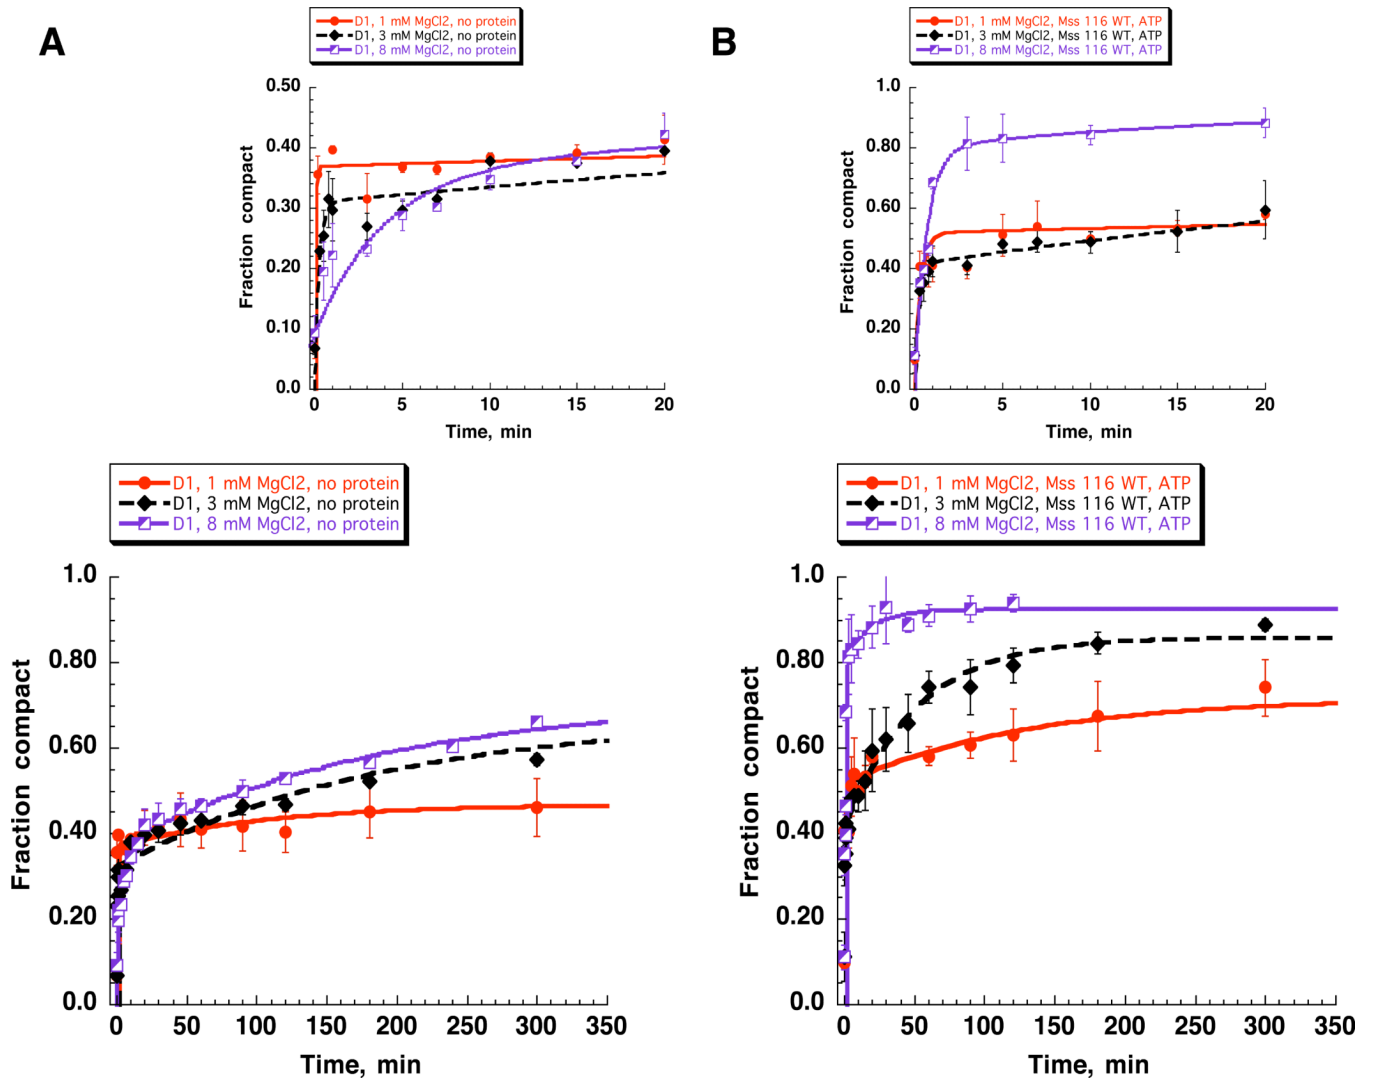 A
D1, 1 mM MgCl2, no protein
D1, 3 mM MgCl2, no protein
D1, 8 mM MgCl2, no protein
0.50
0.40
0.30
0.20
0.10
0.0
Fraction compact
0 5 10 15 20
Time, min
B
D1, 1 mM MgCl2, Mss 116 WT, ATP
D1, 3 mM MgCl2, Mss 116 WT, ATP
D1, 8 mM MgCl2, Mss 116 WT, ATP
1.0
0.80
0.60
0.40
0.20
0.0
Fraction compact
0 5 10 15 20
Time, min
D1, 1 mM MgCl2, no protein
D1, 3 mM MgCl2, no protein
D1, 8 mM MgCl2, no protein
1.0
0.80
0.60
0.40
0.20
0.0
Fraction compact
0 50 100 150 200 250 300 350
Time, min
D1, 1 mM MgCl2, Mss 116 WT, ATP
D1, 3 mM MgCl2, Mss 116 WT, ATP
D1, 8 mM MgCl2, Mss 116 WT, ATP
1.0
0.80
0.60
0.40
0.20
0.0
Fraction compact
0 50 100 150 200 250 300 350
Time, min